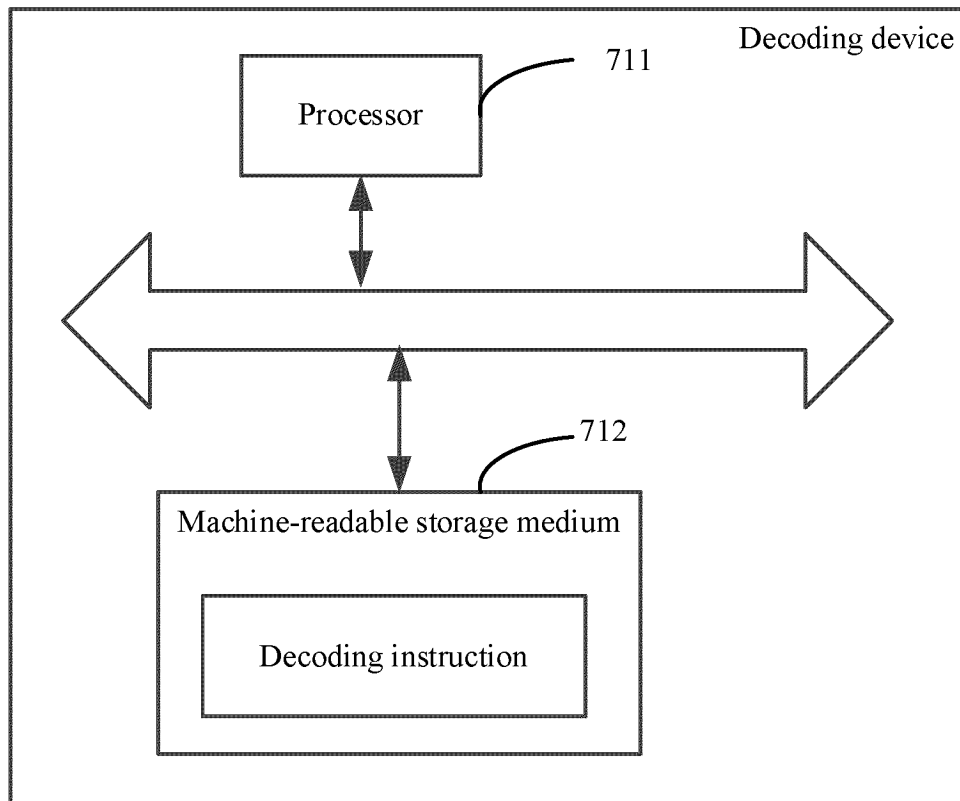 Decoding device
711
Processor
712
Machine-readable storage medium
Decoding instruction